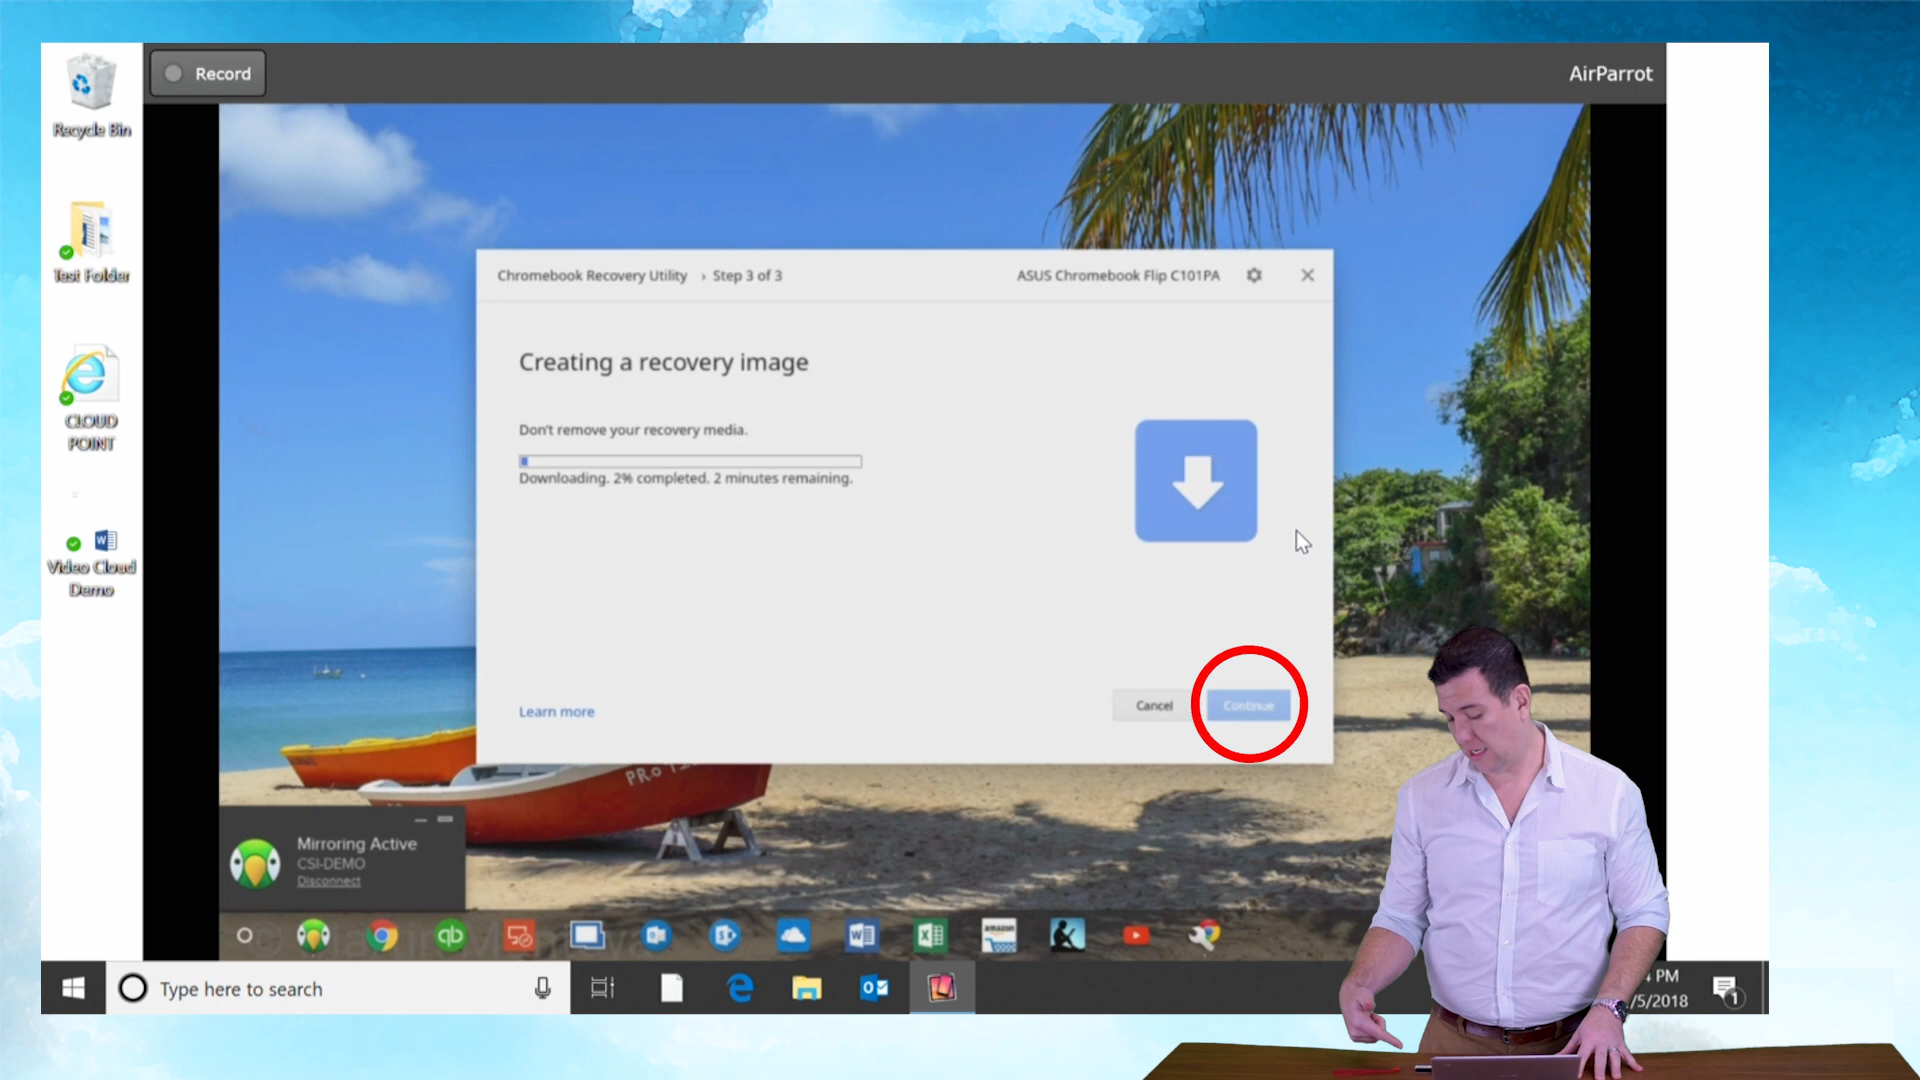 Record
AirParrot
Recycle Bin
Test Folder
CLOUD
POINT
Video Cloud
Demo
Chromebook Recovery Utility › Step 3 of 3
ASUS Chromebook Flip C101PA
Creating a recovery image
Don't remove your recovery media.
Downloading. 2% completed. 2 minutes remaining.
Learn more
Cancel
Continue
Mirroring Active
CSI-DEMO
Disconnect
amazon
Type here to search
PM
/5/2018
1